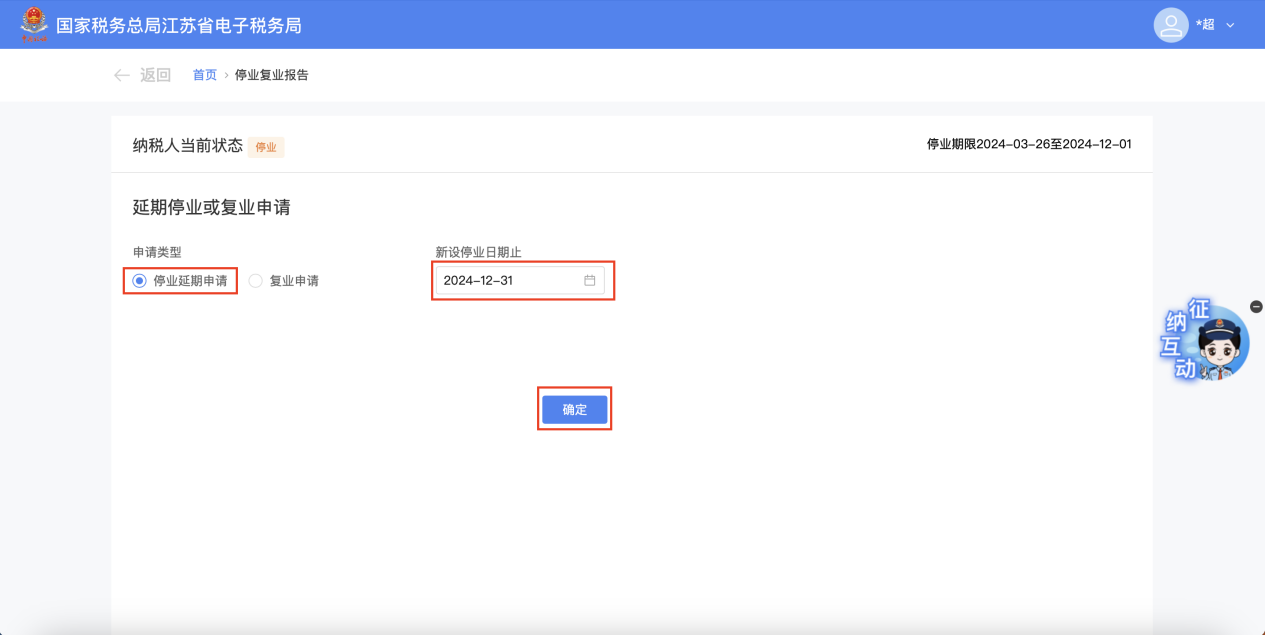 国家税务总局江苏省电子税务局
*超
返回 首页 › 停业复业报告
纳税人当前状态 停业
停业期限2024-03-26至2024-12-01
延期停业或复业申请
申请类型
新设停业日期止
停业延期申请 复业申请
2024-12-31
征纳互动
确定